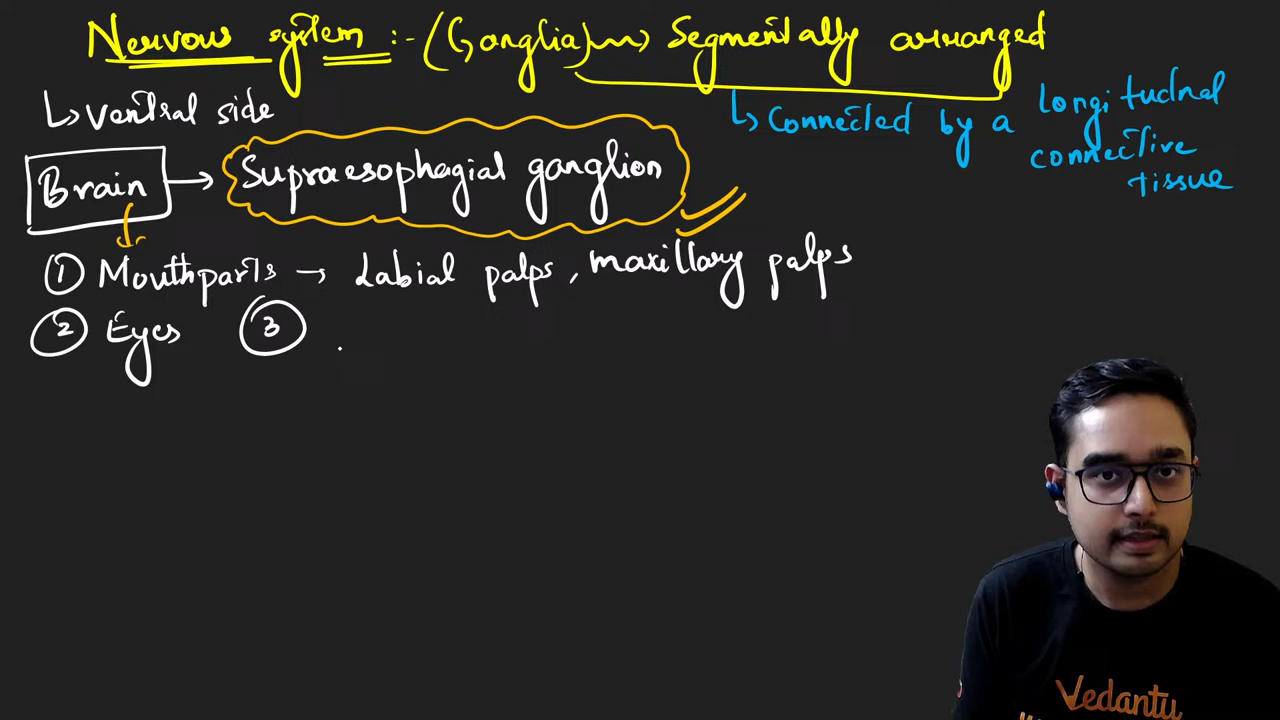 Nervous system :- (Ganglia) → Segmentally arranged
↳ ventral side
↳ Connected by a longitudnal connective tissue
Brain → Supraesophagial ganglion
① Mouthparts → Labial palps, maxillary palps
② Eyes ③
Vedantu